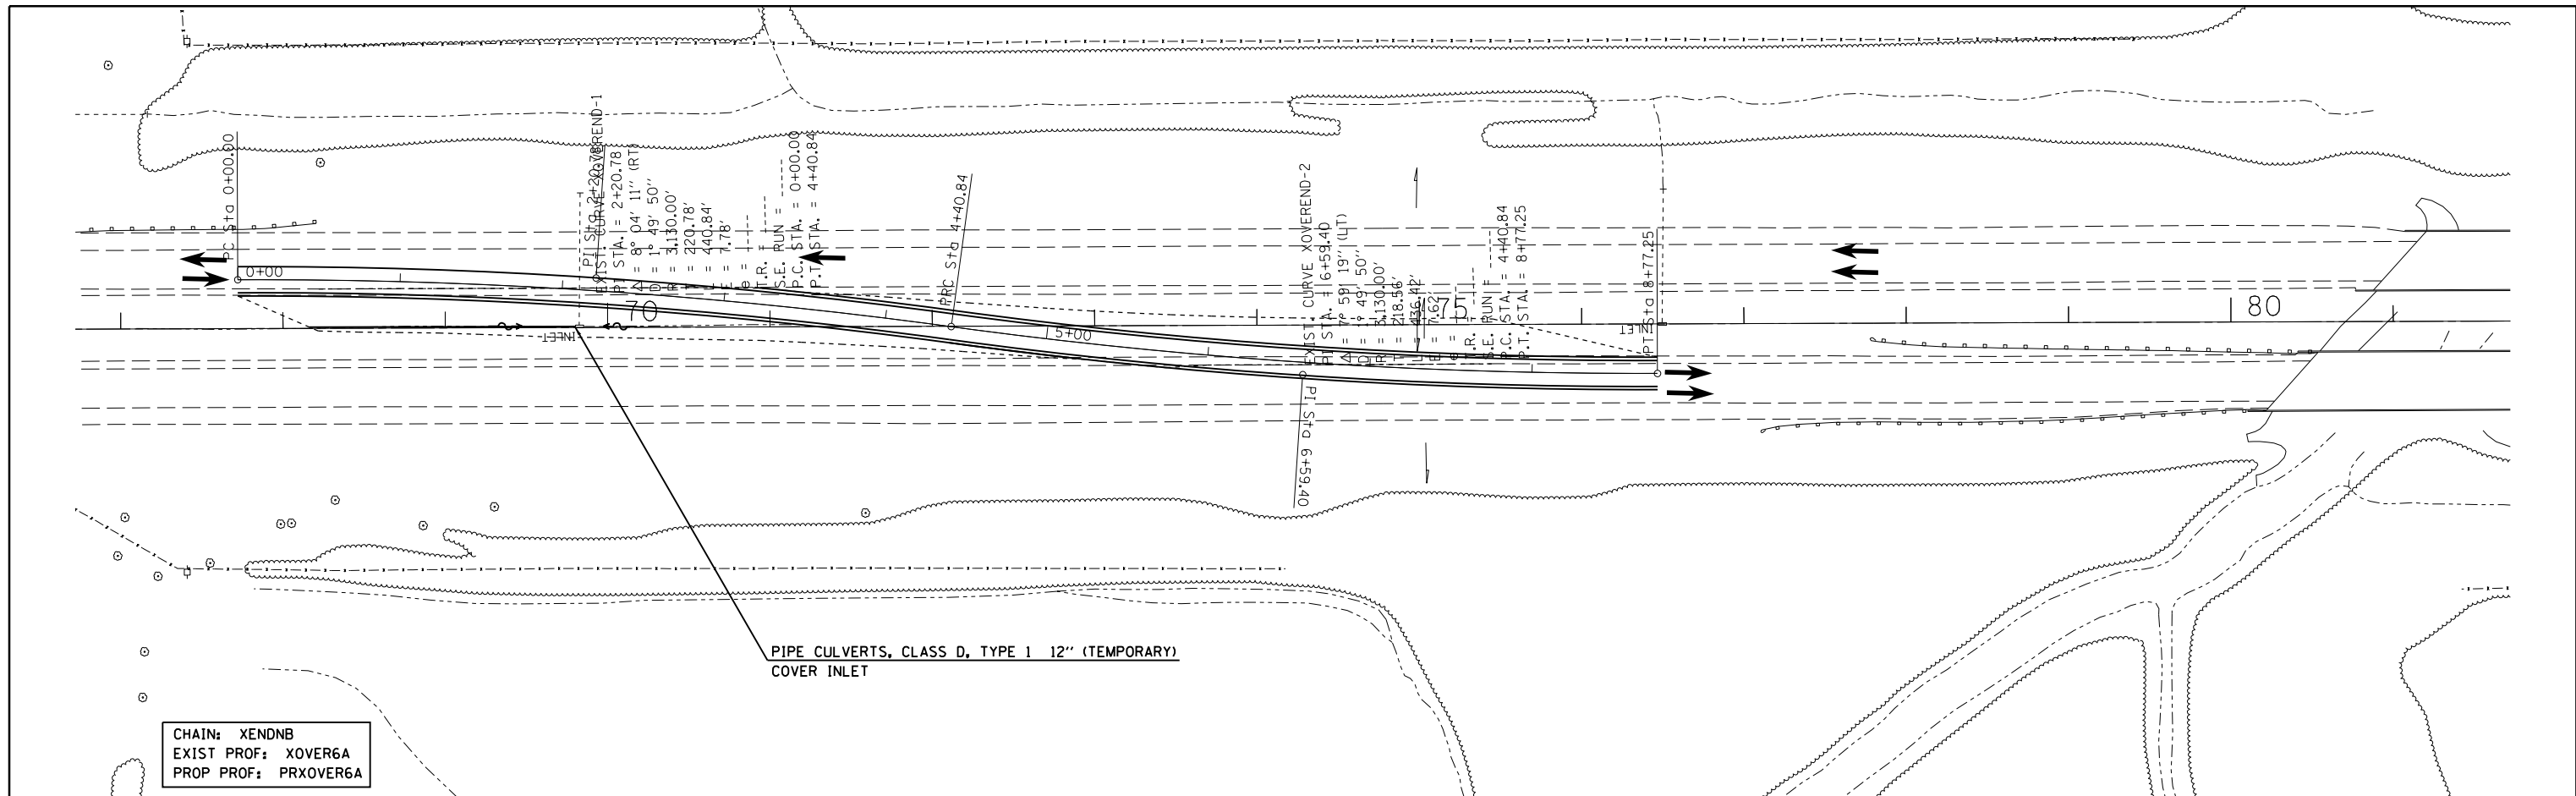 PC Sta 0+00.00
0+00
PI Sta 2+20.78
EXIST. CURVE XOVEREND-1
PI STA. = 2+20.78
Δ = 8° 04' 11" (RT)
D = 1° 49' 50"
R = 3,130.00'
T = 220.78'
L = 440.84'
E = 7.78'
e =
T.R. =
S.E. RUN =
P.C. STA. = 0+00.00
P.T. STA. = 4+40.84
PRC Sta 4+40.84
5+00
EXIST. CURVE XOVEREND-2
PI STA. = 6+59.40
Δ = 7° 59' 19" (LT)
D = 1° 49' 50"
R = 3,130.00'
T = 218.56'
L = 436.42'
E = 7.62'
e =
T.R. =
S.E. RUN =
P.C. STA. = 4+40.84
P.T. STA. = 8+77.25
PI Sta 6+59.40
PT Sta 8+77.25
70
75
80
INLET
INLET
PIPE CULVERTS, CLASS D, TYPE 1 12" (TEMPORARY)
COVER INLET
CHAIN: XENDNB
EXIST PROF: XOVER6A
PROP PROF: PRXOVER6A